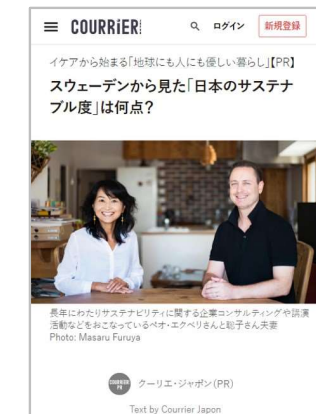 COURRiER
ログイン
新規登録
イケアから始まる「地球にも人にも優しい暮らし」【PR】
スウェーデンから見た「日本のサステナ
ブル度」は何点?
長年にわたりサステナビリティに関する企業コンサルティングや講演
活動などをおこなっているペオ・エクベリさんと聡子さん夫妻
Photo: Masaru Furuya
COURRiER
PR
クーリエ・ジャポン(PR)
Text by Courrier Japon